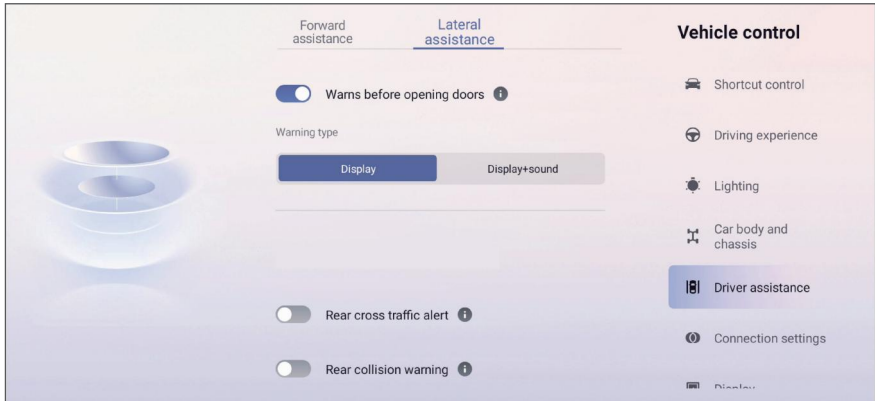 Forward
assistance
Lateral
assistance
Warns before opening doors
Warning type
Display
Display+sound
Rear cross traffic alert
Rear collision warning
Vehicle control
Shortcut control
Driving experience
Lighting
Car body and
chassis
Driver assistance
Connection settings
Display